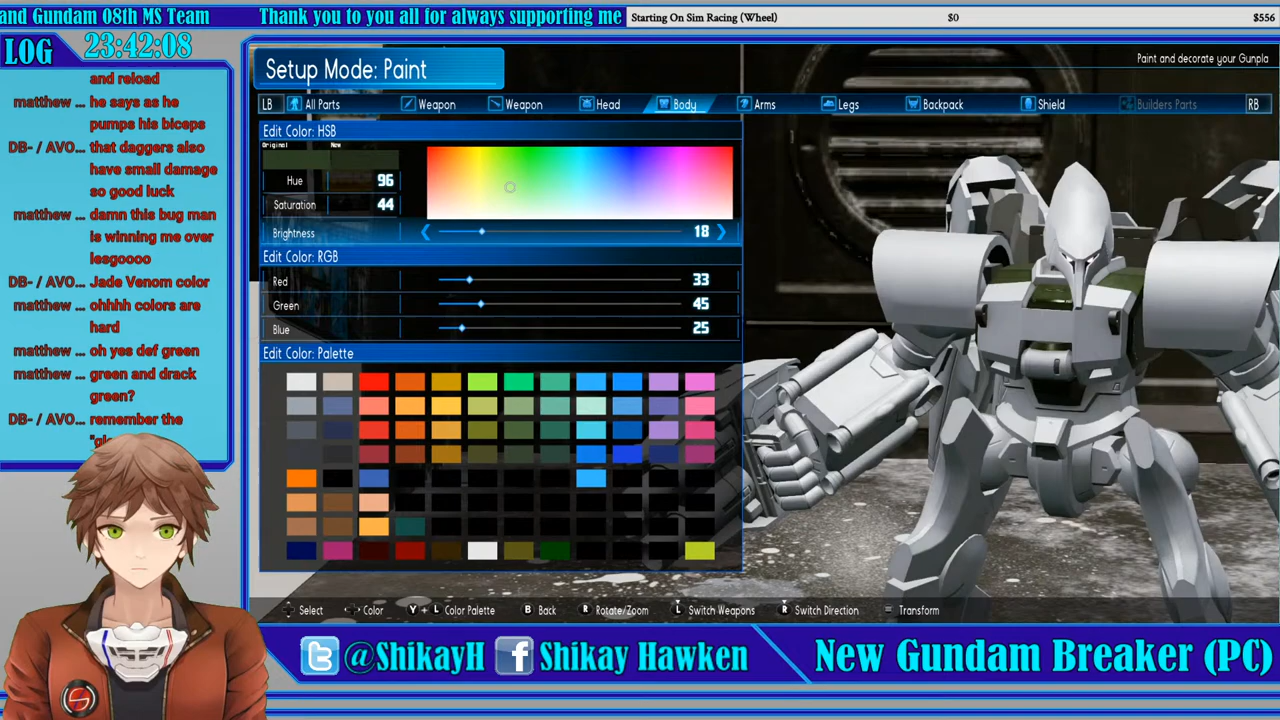 and Gundam 08th MS Team
Thank you to you all for always supporting me
Starting On Sim Racing (Wheel)
$0
$556
LOG
23:42:08
and reload
matthew ... he says as he
pumps his biceps
DB- / AVO... that daggers also
have small damage
so good luck
matthew ... damn this bug man
is winning me over
lesgoooo
DB- / AVO... Jade Venom color
matthew ... ohhhh colors are
hard
matthew ... oh yes def green
matthew ... green and drack
green?
DB- / AVO... remember the
Setup Mode: Paint
Paint and decorate your Gunpla
LB
All Parts
Weapon
Weapon
Head
Body
Arms
Legs
Backpack
Shield
Builders Parts
RB
Edit Color: HSB
Original
New
Hue 96
Saturation 44
Brightness 18
Edit Color: RGB
Red 33
Green 45
Blue 25
Edit Color: Palette
Select
Color
Y + L Color Palette
B Back
R Rotate/Zoom
L Switch Weapons
R Switch Direction
Transform
@ShikayH
f Shikay Hawken
New Gundam Breaker (PC)